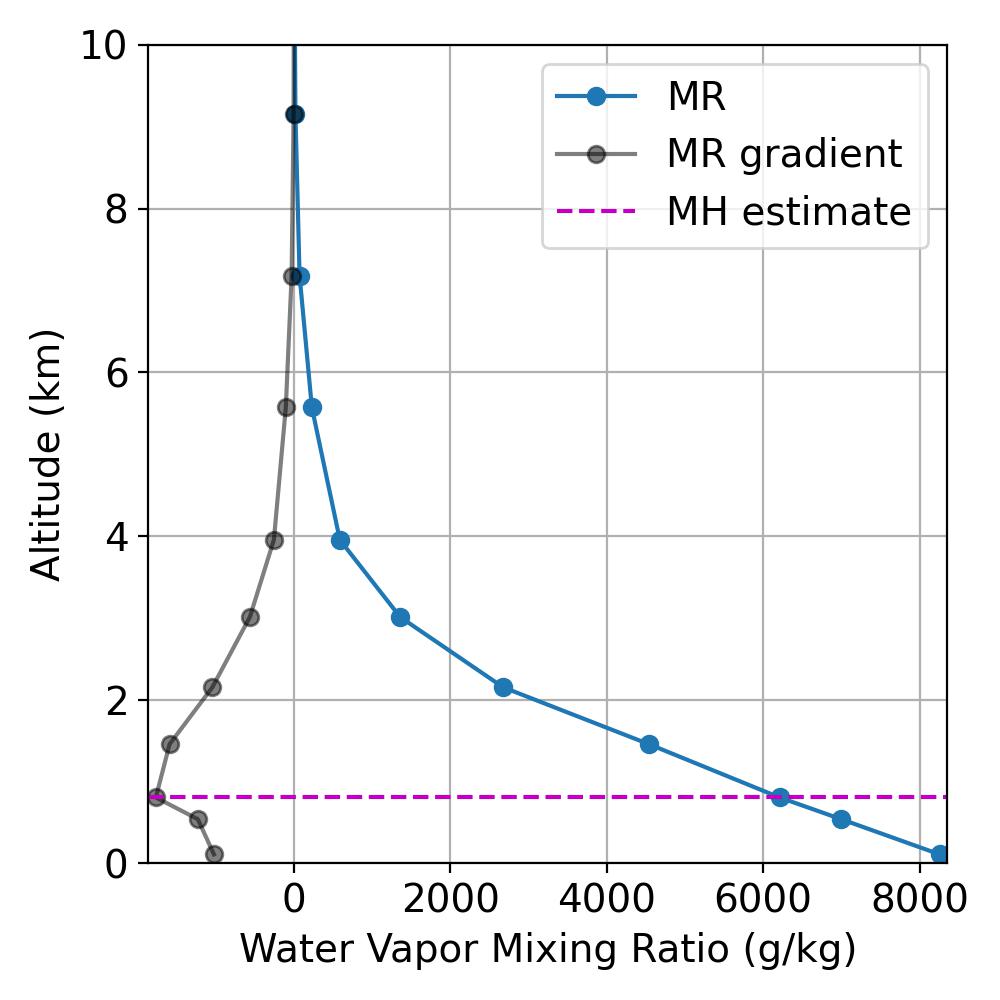 10
8
6
4
2
0
Altitude (km)
MR
MR gradient
MH estimate
0 2000 4000 6000 8000
Water Vapor Mixing Ratio (g/kg)